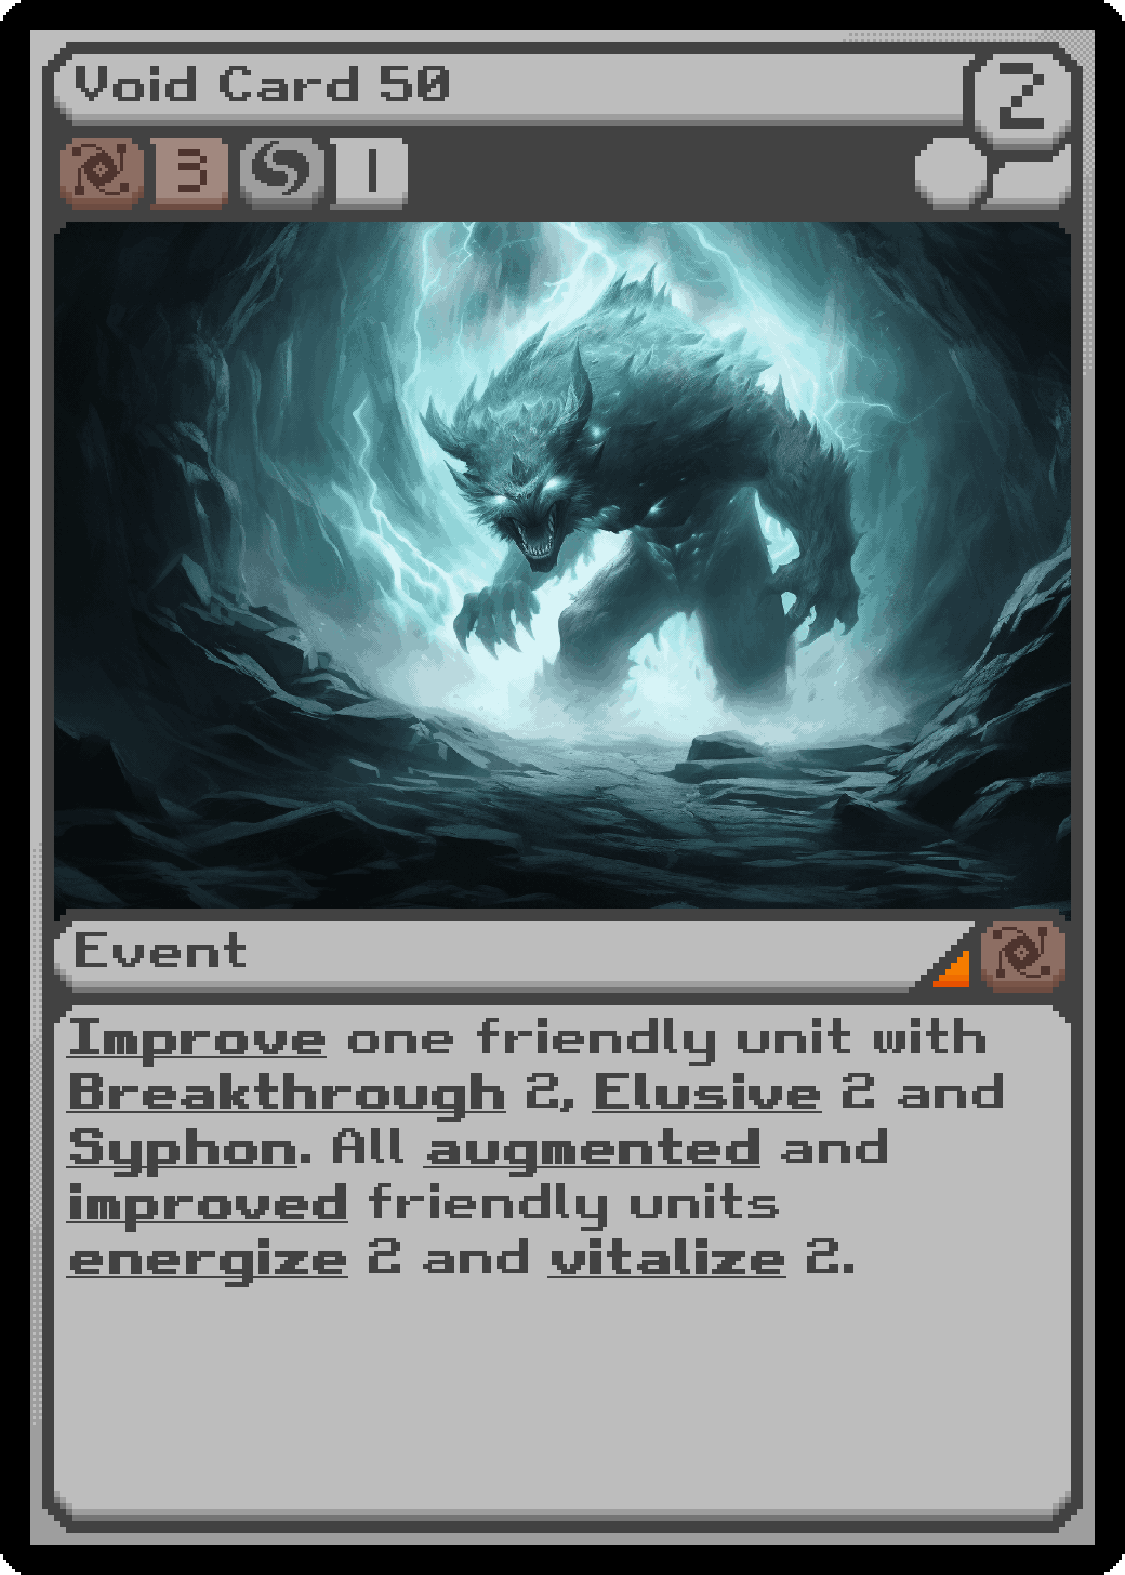 Void Card 50
2
3 1
Event
Improve one friendly unit with
Breakthrough 2, Elusive 2 and
Syphon. All augmented and
improved friendly units
energize 2 and vitalize 2.